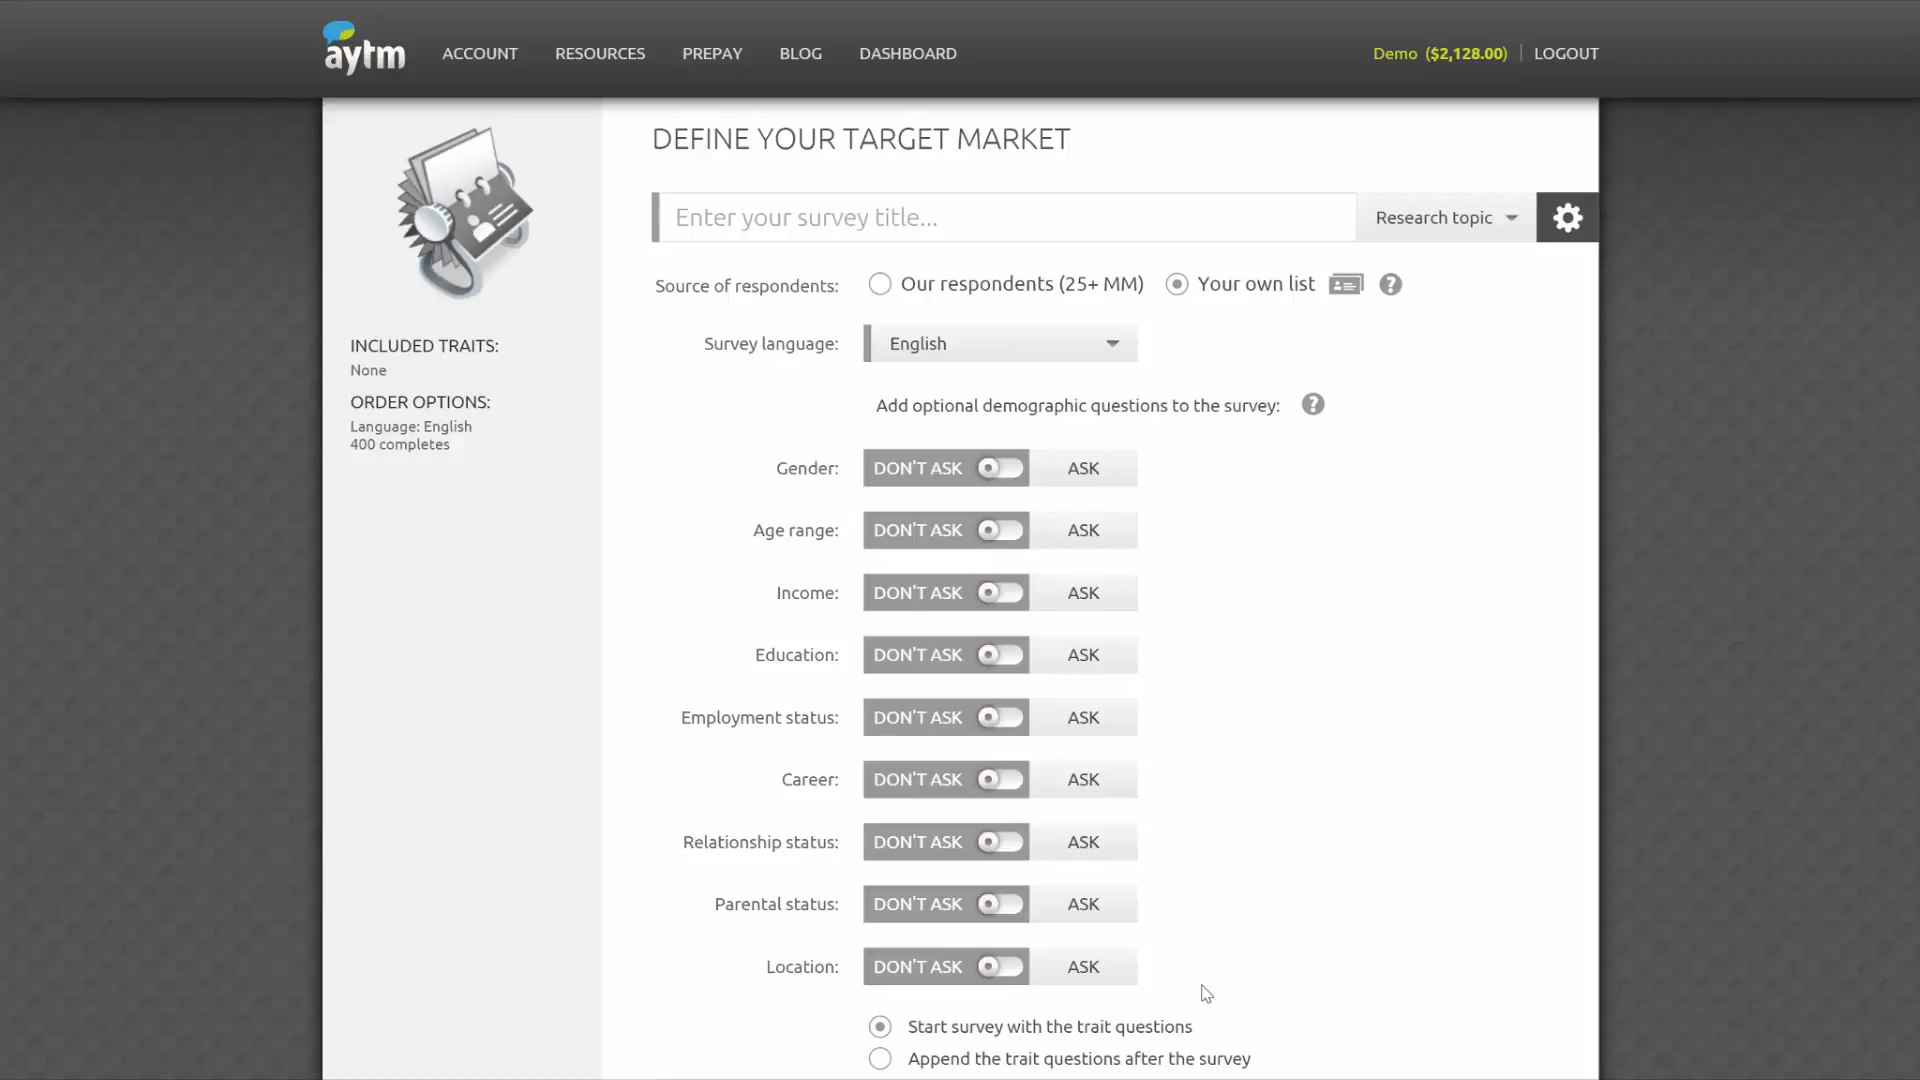 aytm
ACCOUNT RESOURCES PREPAY BLOG DASHBOARD
Demo ($2,128.00) LOGOUT
DEFINE YOUR TARGET MARKET
Enter your survey title... Research topic
Source of respondents: Our respondents (25+ MM) Your own list ?
Survey language: English
Add optional demographic questions to the survey: ?
INCLUDED TRAITS:
None
ORDER OPTIONS:
Language: English
400 completes
Gender: DON'T ASK ASK
Age range: DON'T ASK ASK
Income: DON'T ASK ASK
Education: DON'T ASK ASK
Employment status: DON'T ASK ASK
Career: DON'T ASK ASK
Relationship status: DON'T ASK ASK
Parental status: DON'T ASK ASK
Location: DON'T ASK ASK
Start survey with the trait questions
Append the trait questions after the survey